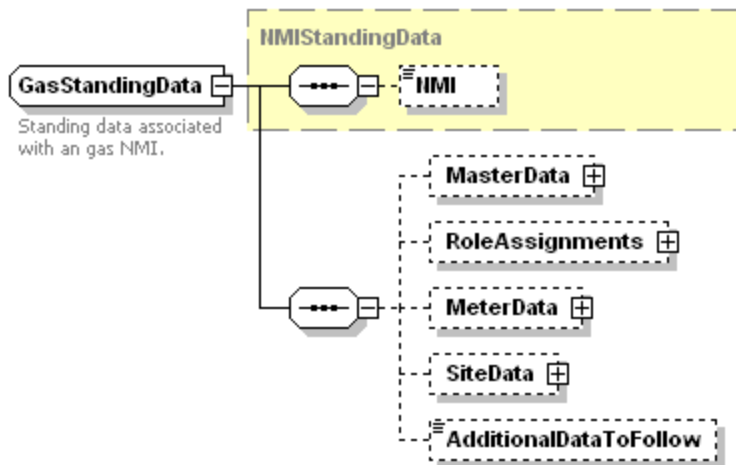 NMIStandingData
GasStandingData
NMI
Standing data associated
with an gas NMI.
MasterData
RoleAssignments
MeterData
SiteData
AdditionalDataToFollow